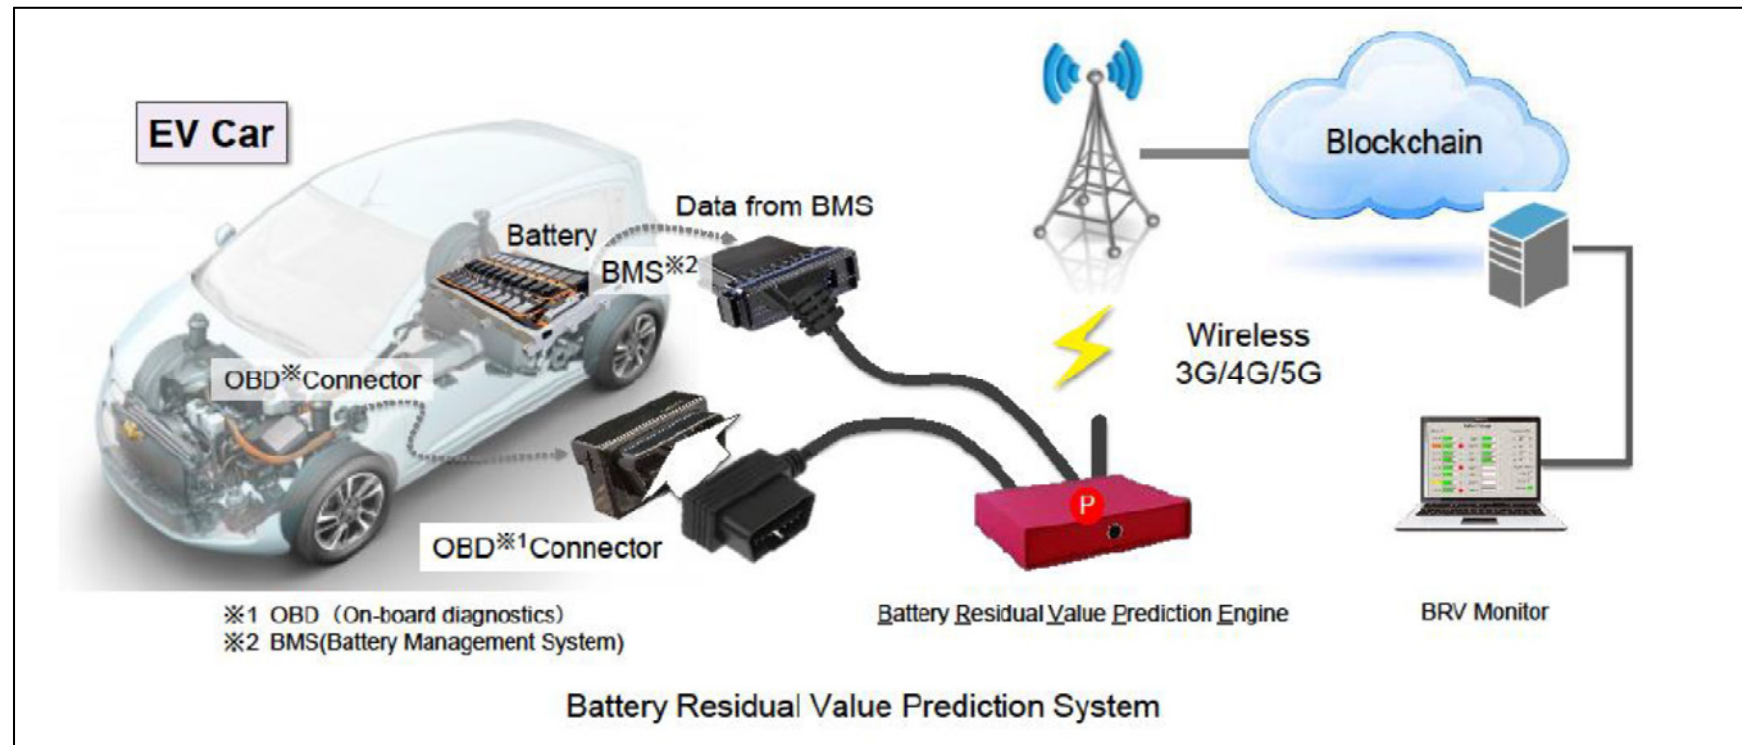 EV Car
Data from BMS
Battery
BMS※2
OBD※Connector
OBD※1Connector
Blockchain
Wireless
3G/4G/5G
P
Battery Residual Value Prediction Engine
BRV Monitor
※1 OBD（On-board diagnostics）
※2 BMS(Battery Management System)
Battery Residual Value Prediction System